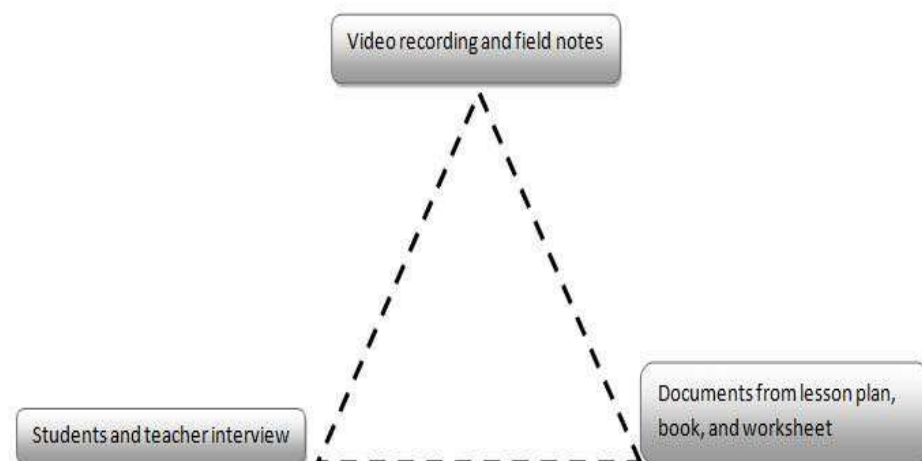 Video recording and field notes
Students and teacher interview
Documents from lesson plan,
book, and worksheet